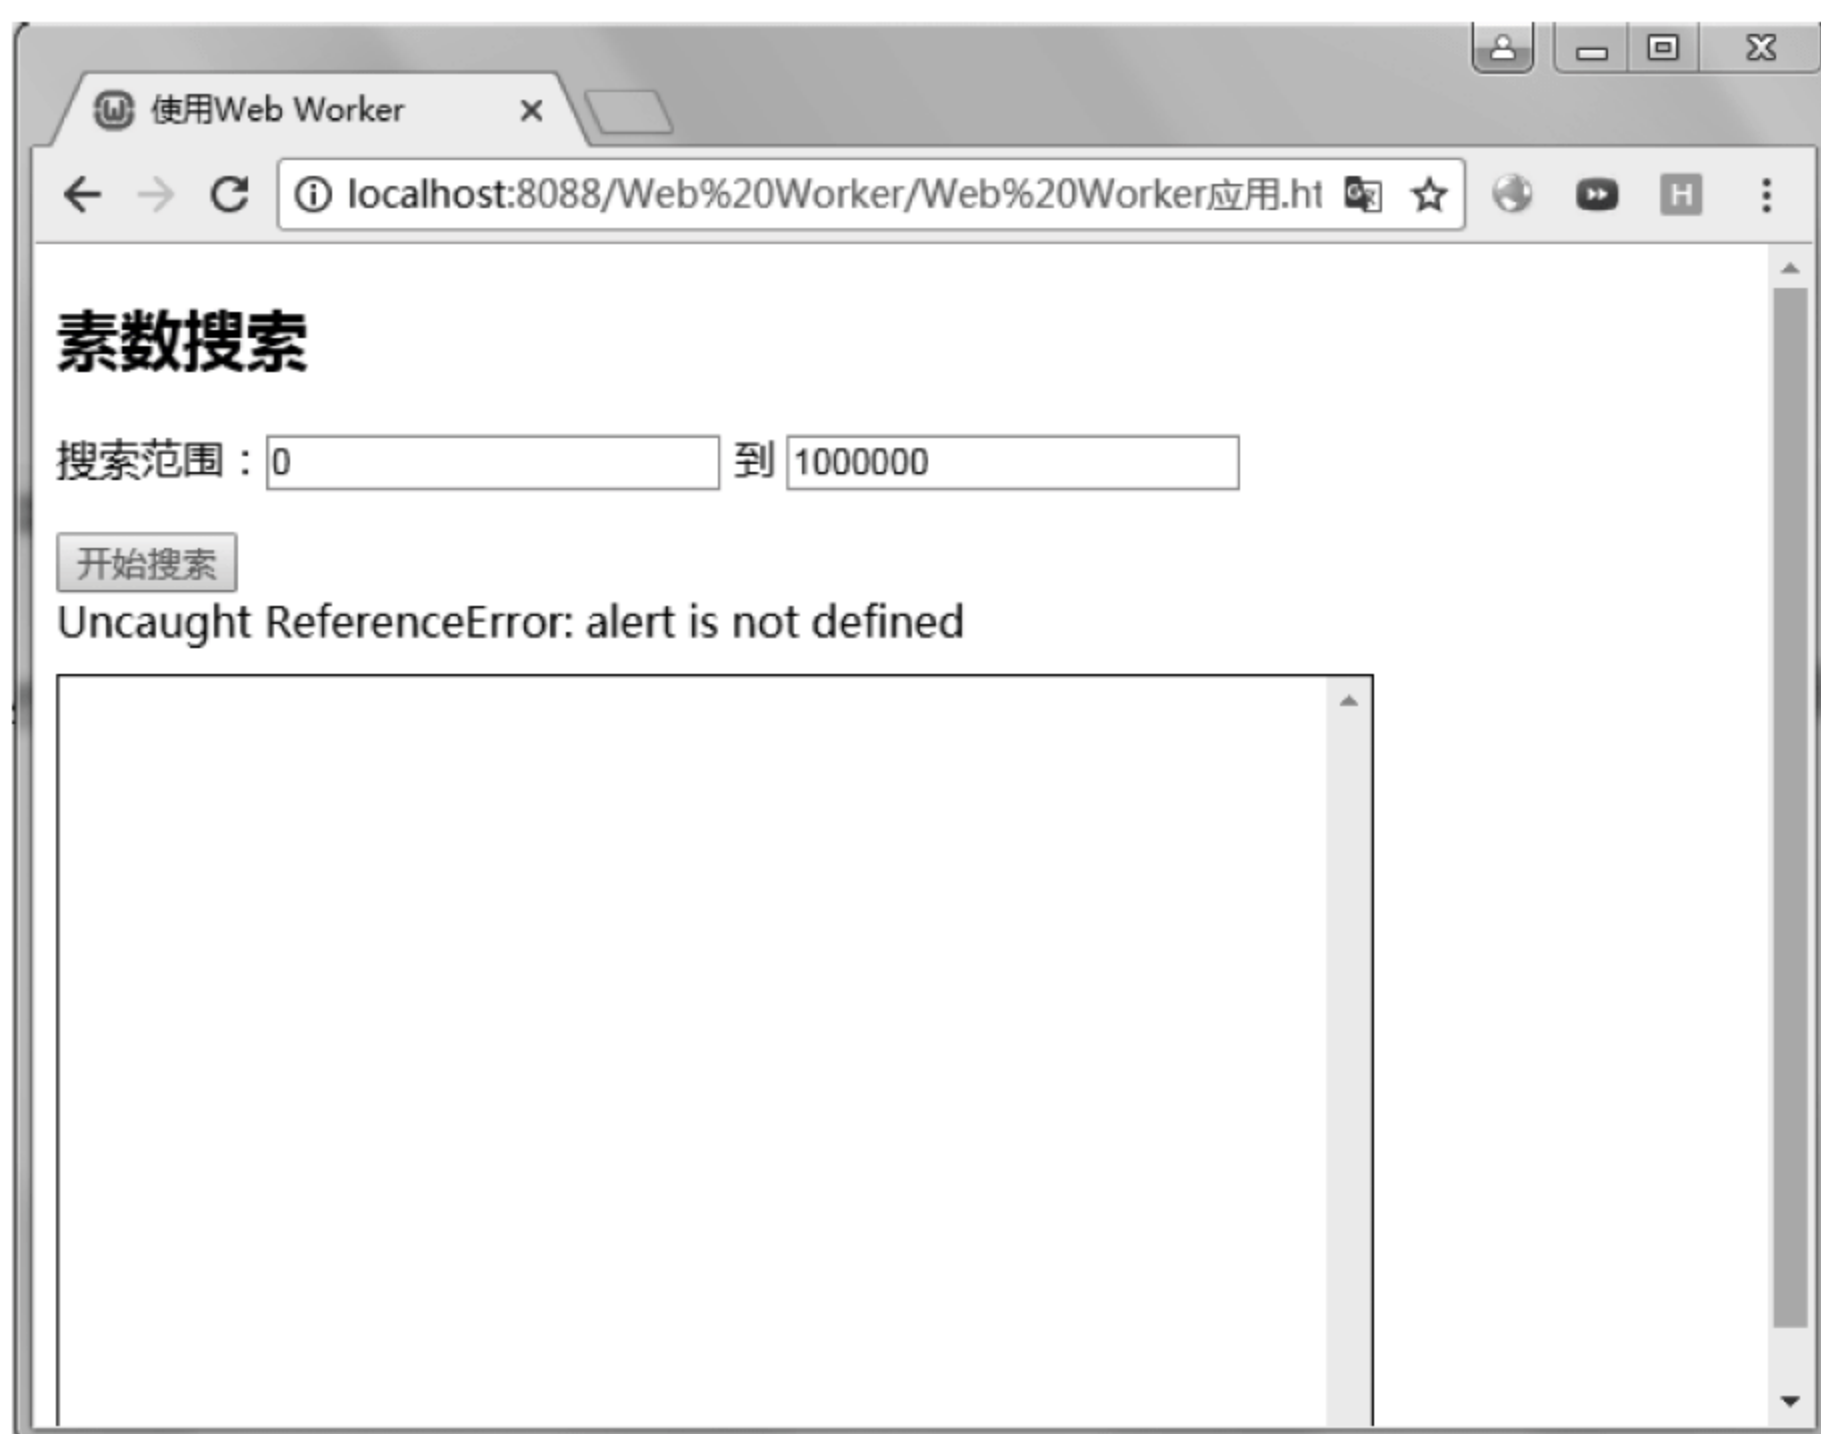 使用Web Worker
localhost:8088/Web%20Worker/Web%20Worker应用.ht
H
素数搜索
搜索范围：0 到 1000000
开始搜索
Uncaught ReferenceError: alert is not defined